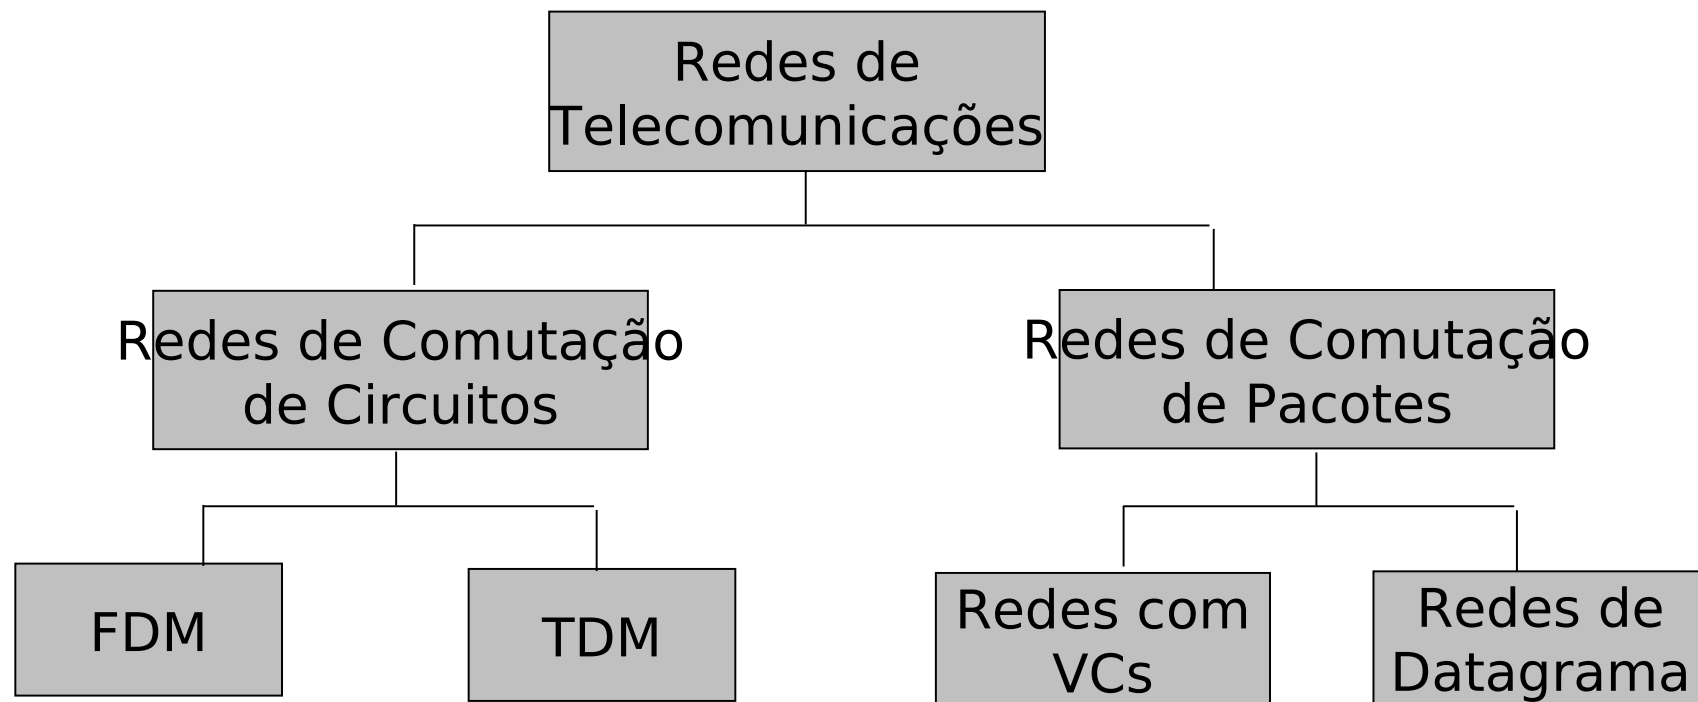 Redes de
Telecomunicações
Redes de Comutação
de Circuitos
Redes de Comutação
de Pacotes
FDM
TDM
Redes com
VCs
Redes de
Datagrama